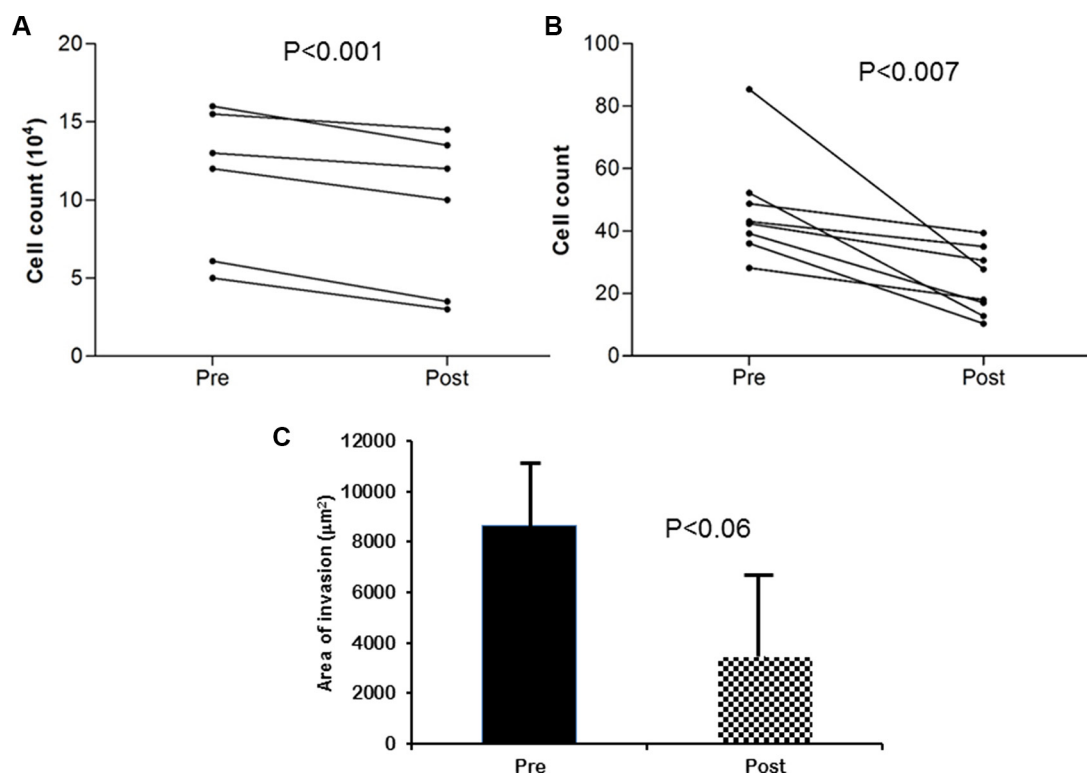 A
P<0.001
Cell count (10⁴)
20
15
10
5
0
Pre
Post
B
P<0.007
Cell count
100
80
60
40
20
0
Pre
Post
C
P<0.06
Area of invasion (μm²)
12000
10000
8000
6000
4000
2000
0
Pre
Post